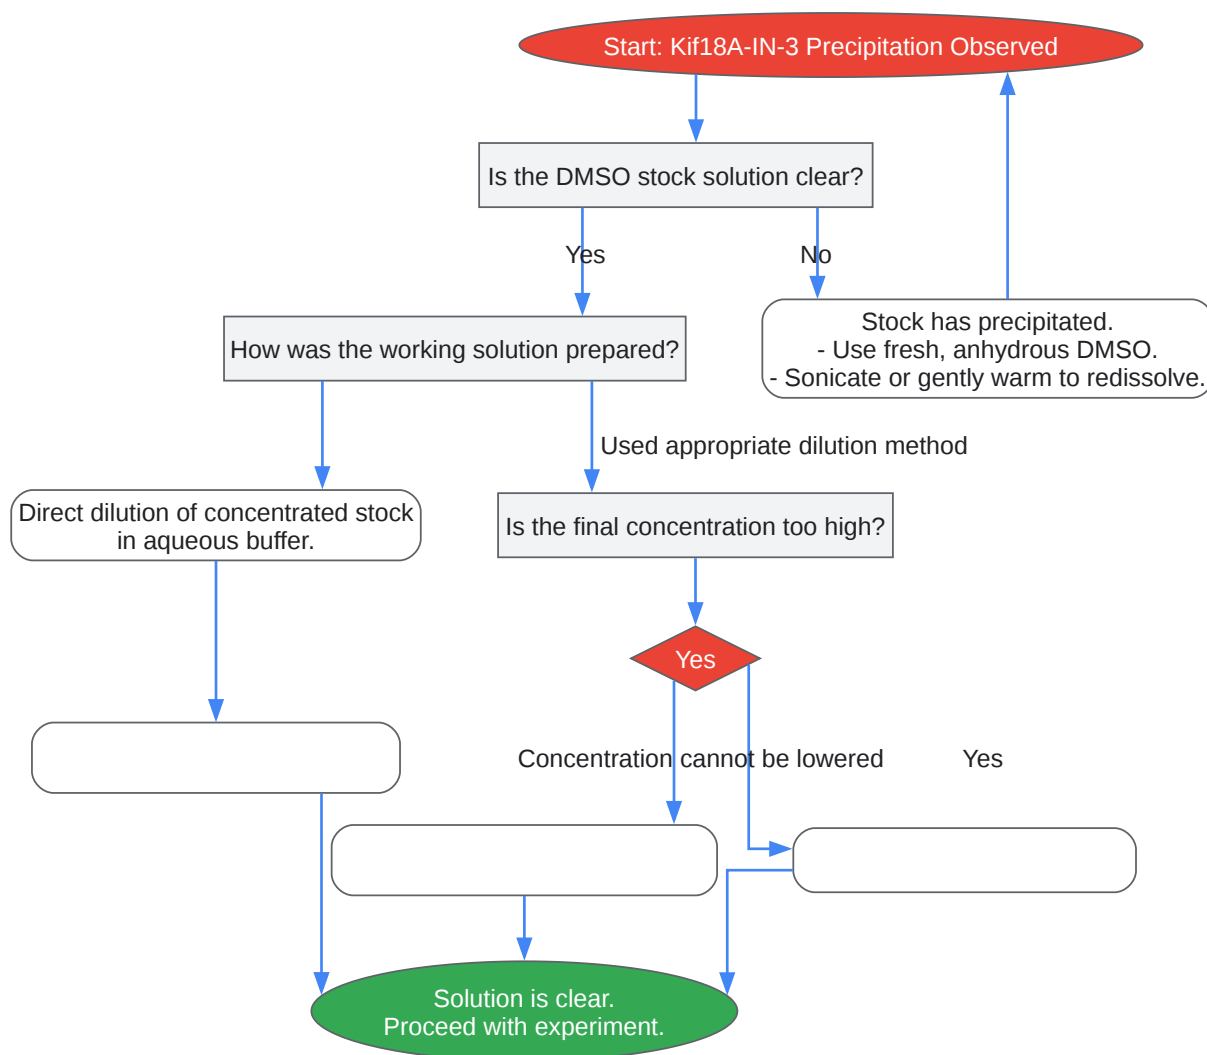 Start: Kif18A-IN-3 Precipitation Observed
Is the DMSO stock solution clear?
Yes
No
Stock has precipitated.
- Use fresh, anhydrous DMSO.
- Sonicate or gently warm to redissolve.
How was the working solution prepared?
Used appropriate dilution method
Direct dilution of concentrated stock
in aqueous buffer.
Is the final concentration too high?
Yes
Concentration cannot be lowered
Yes
Solution is clear.
Proceed with experiment.